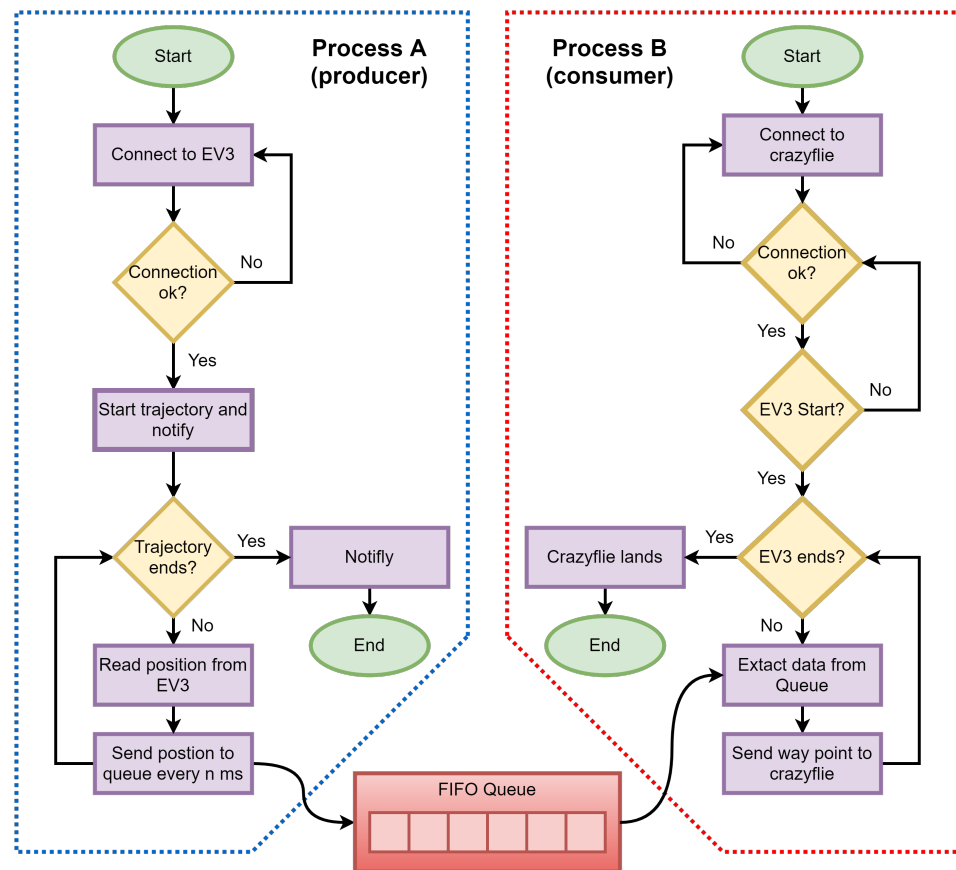 Process A
(producer)
Start
Connect to EV3
Connection
ok?
No
Yes
Start trajectory and
notify
Trajectory
ends?
Yes
Notifly
End
No
Read position from
EV3
Send postion to
queue every n ms
FIFO Queue
Process B
(consumer)
Start
Connect to
crazyflie
Connection
ok?
No
Yes
EV3 Start?
No
Yes
EV3 ends?
Yes
Crazyflie lands
End
No
Extact data from
Queue
Send way point to
crazyflie